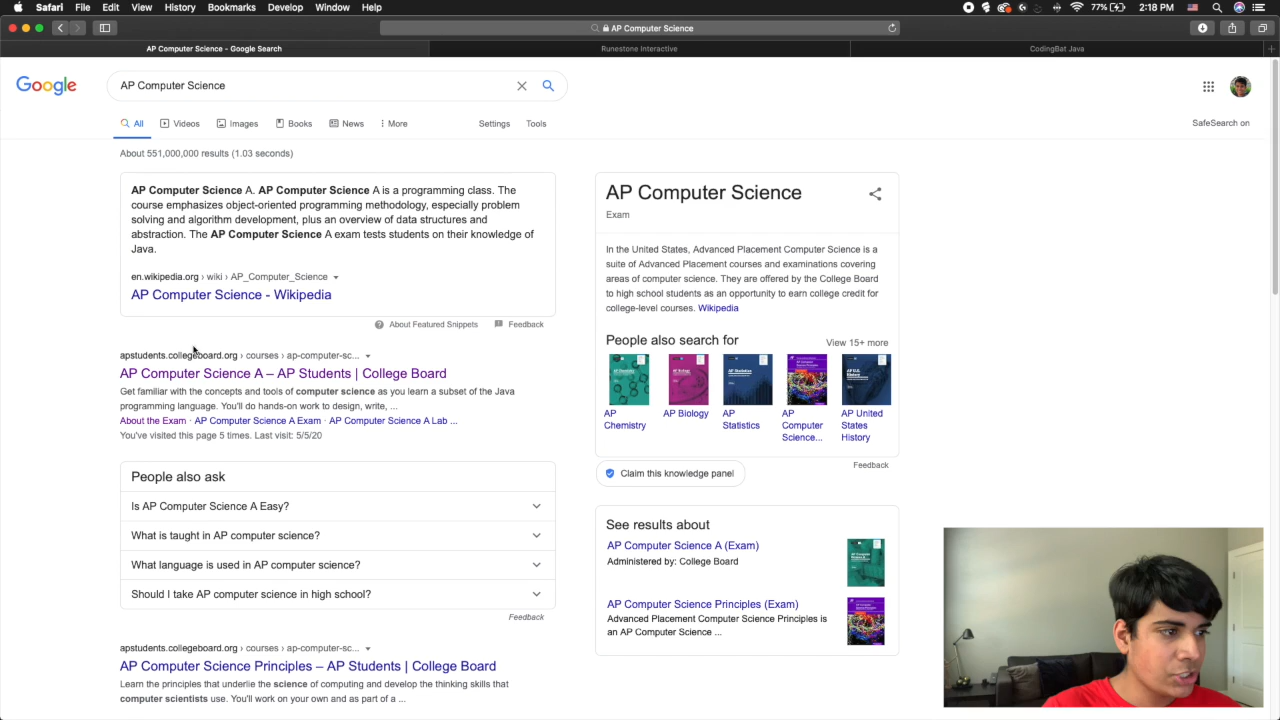 Safari File Edit View History Bookmarks Develop Window Help
77% 2:18 PM
AP Computer Science
AP Computer Science - Google Search
Runestone Interactive
CodingBat Java
Google
AP Computer Science
All
Videos
Images
Books
News
More
Settings
Tools
SafeSearch on
About 551,000,000 results (1.03 seconds)
AP Computer Science A. AP Computer Science A is a programming class. The
course emphasizes object-oriented programming methodology, especially problem
solving and algorithm development, plus an overview of data structures and
abstraction. The AP Computer Science A exam tests students on their knowledge of
Java.
en.wikipedia.org › wiki › AP_Computer_Science
AP Computer Science - Wikipedia
About Featured Snippets
Feedback
apstudents.collegeboard.org › courses › ap-computer-sc...
AP Computer Science A – AP Students | College Board
Get familiar with the concepts and tools of computer science as you learn a subset of the Java
programming language. You'll do hands-on work to design, write, ...
About the Exam · AP Computer Science A Exam · AP Computer Science A Lab ...
You've visited this page 5 times. Last visit: 5/5/20
People also ask
Is AP Computer Science A Easy?
What is taught in AP computer science?
What language is used in AP computer science?
Should I take AP computer science in high school?
Feedback
apstudents.collegeboard.org › courses › ap-computer-sc...
AP Computer Science Principles – AP Students | College Board
Learn the principles that underlie the science of computing and develop the thinking skills that
computer scientists use. You'll work on your own and as part of a ...
AP Computer Science
Exam
In the United States, Advanced Placement Computer Science is a
suite of Advanced Placement courses and examinations covering
areas of computer science. They are offered by the College Board
to high school students as an opportunity to earn college credit for
college-level courses. Wikipedia
People also search for
View 15+ more
AP
Chemistry
AP Biology
AP
Statistics
AP
Computer
Science...
AP United
States
History
Feedback
Claim this knowledge panel
See results about
AP Computer Science A (Exam)
Administered by: College Board
AP Computer Science Principles (Exam)
Advanced Placement Computer Science Principles is
an AP Computer Science ...